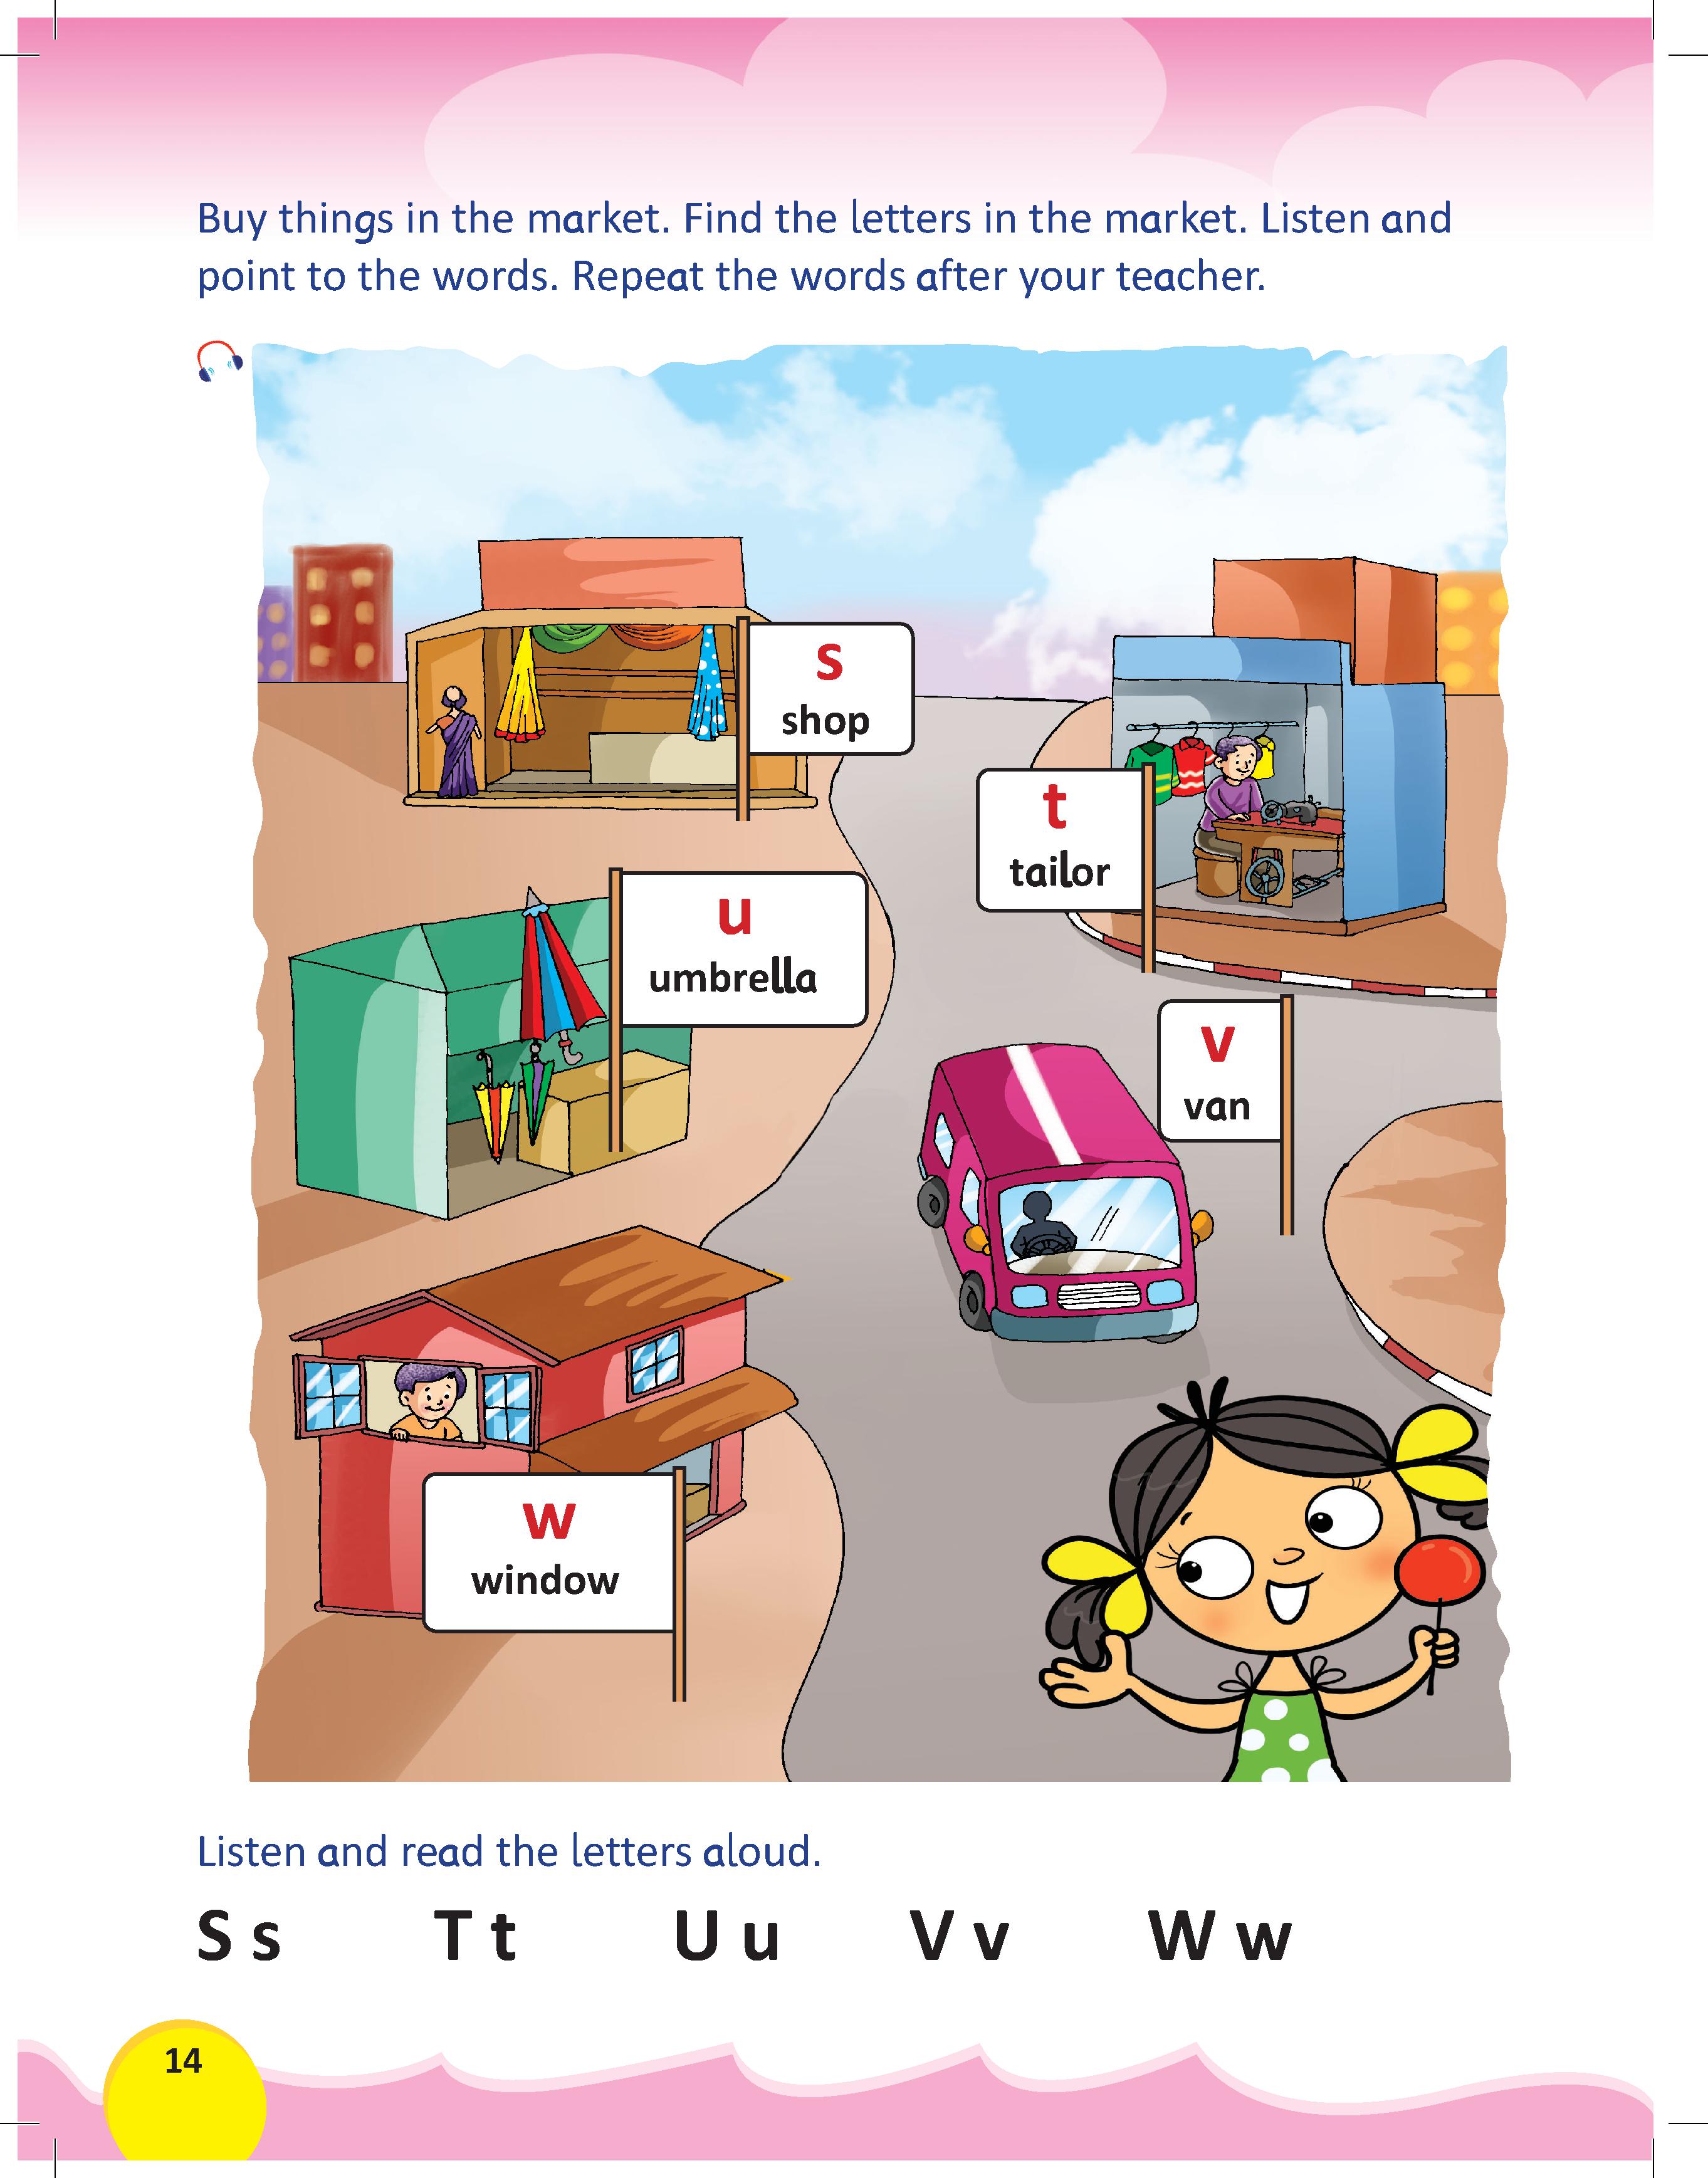 Buy things in the market. Find the letters in the market. Listen and
point to the words. Repeat the words after your teacher.
s
shop
t
tailor
u
umbrella
v
van
w
window
Listen and read the letters aloud.
S s T t U u V v W w
14